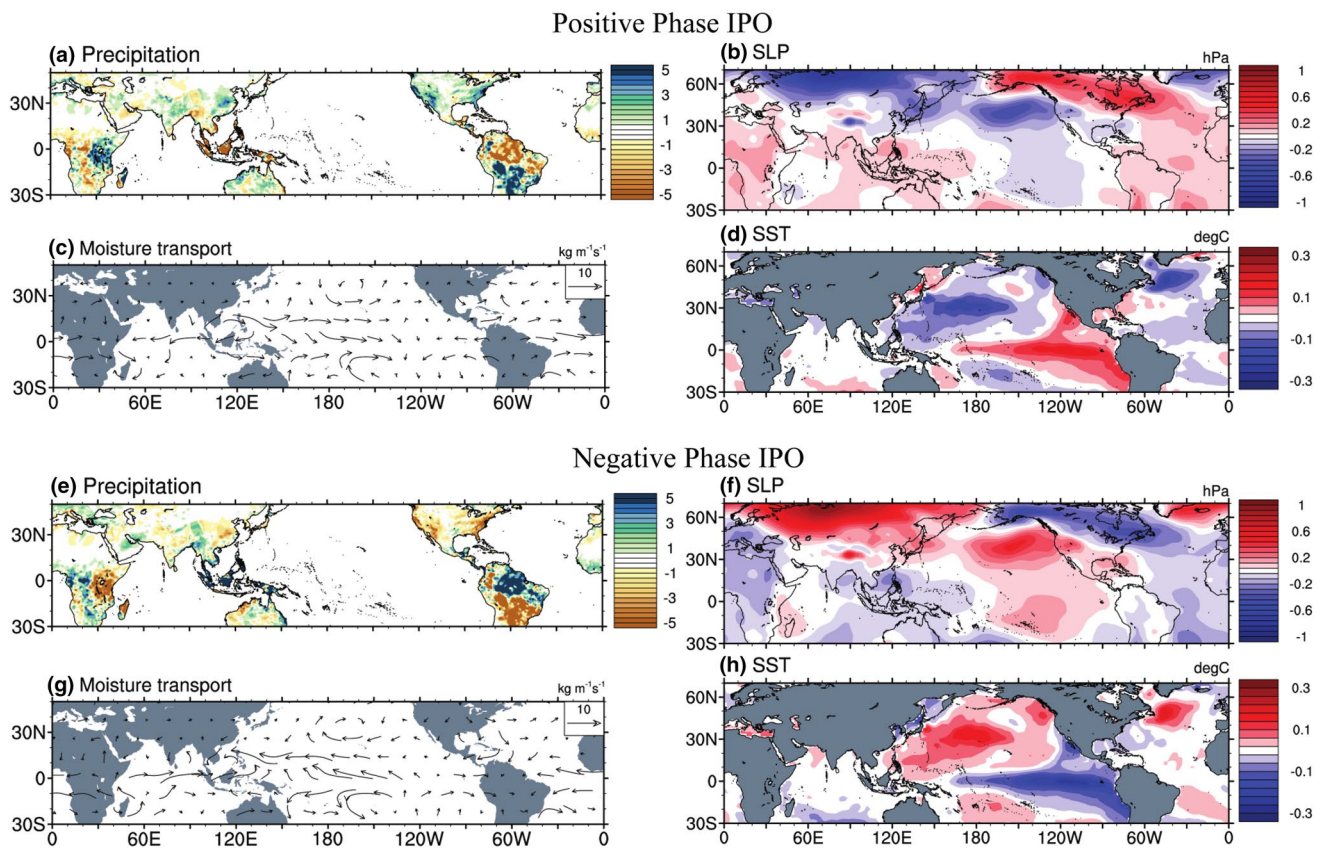 Positive Phase IPO
(a) Precipitation
30N
0
30S
5
3
1
-1
-3
-5
(b) SLP
hPa
60N
30N
0
30S
1
0.6
0.2
-0.2
-0.6
-1
(c) Moisture transport
kg m⁻¹s⁻¹
10
30N
0
30S
0 60E 120E 180 120W 60W 0
(d) SST
degC
60N
30N
0
30S
0 60E 120E 180 120W 60W 0
0.3
0.1
-0.1
-0.3
Negative Phase IPO
(e) Precipitation
30N
0
30S
5
3
1
-1
-3
-5
(f) SLP
hPa
60N
30N
0
30S
1
0.6
0.2
-0.2
-0.6
-1
(g) Moisture transport
kg m⁻¹s⁻¹
10
30N
0
30S
0 60E 120E 180 120W 60W 0
(h) SST
degC
60N
30N
0
30S
0 60E 120E 180 120W 60W 0
0.3
0.1
-0.1
-0.3